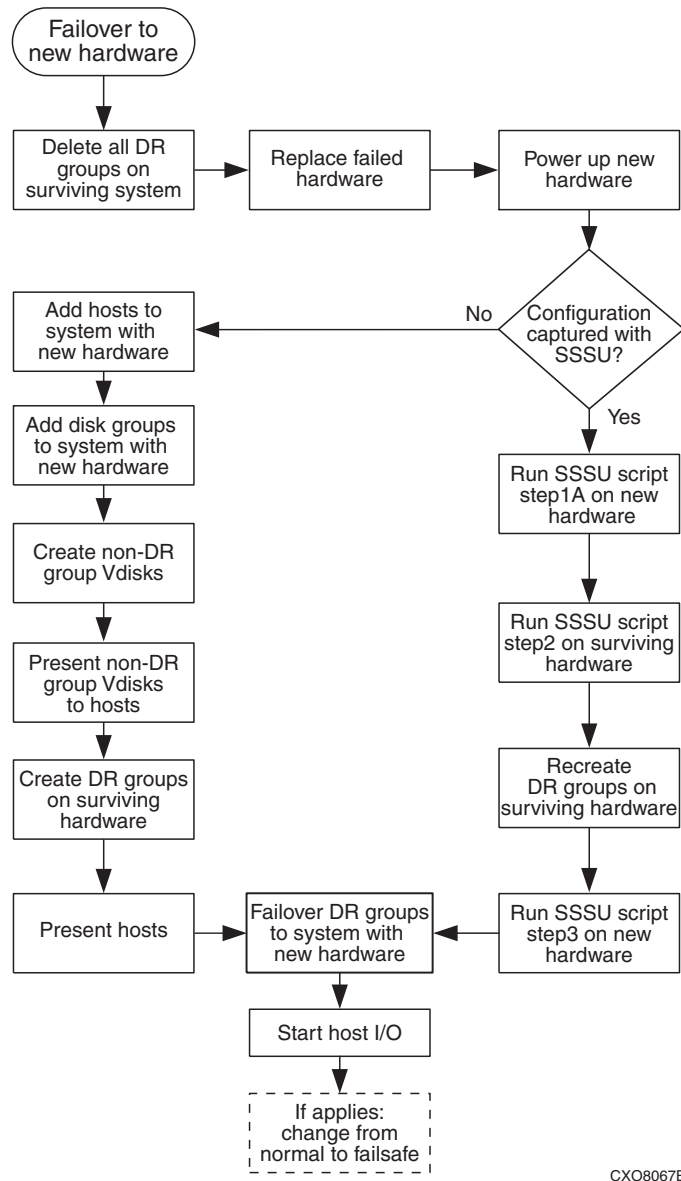 Failover to
new hardware
Delete all DR
groups on
surviving system
Replace failed
hardware
Power up new
hardware
Configuration
captured with
SSSU?
No
Yes
Add hosts to
system with
new hardware
Add disk groups
to system with
new hardware
Create non-DR
group Vdisks
Present non-DR
group Vdisks
to hosts
Create DR groups
on surviving
hardware
Present hosts
Run SSSU script
step1A on new
hardware
Run SSSU script
step2 on surviving
hardware
Recreate
DR groups on
surviving hardware
Run SSSU script
step3 on new
hardware
Failover DR groups
to system with
new hardware
Start host I/O
If applies:
change from
normal to failsafe
CXO8067B